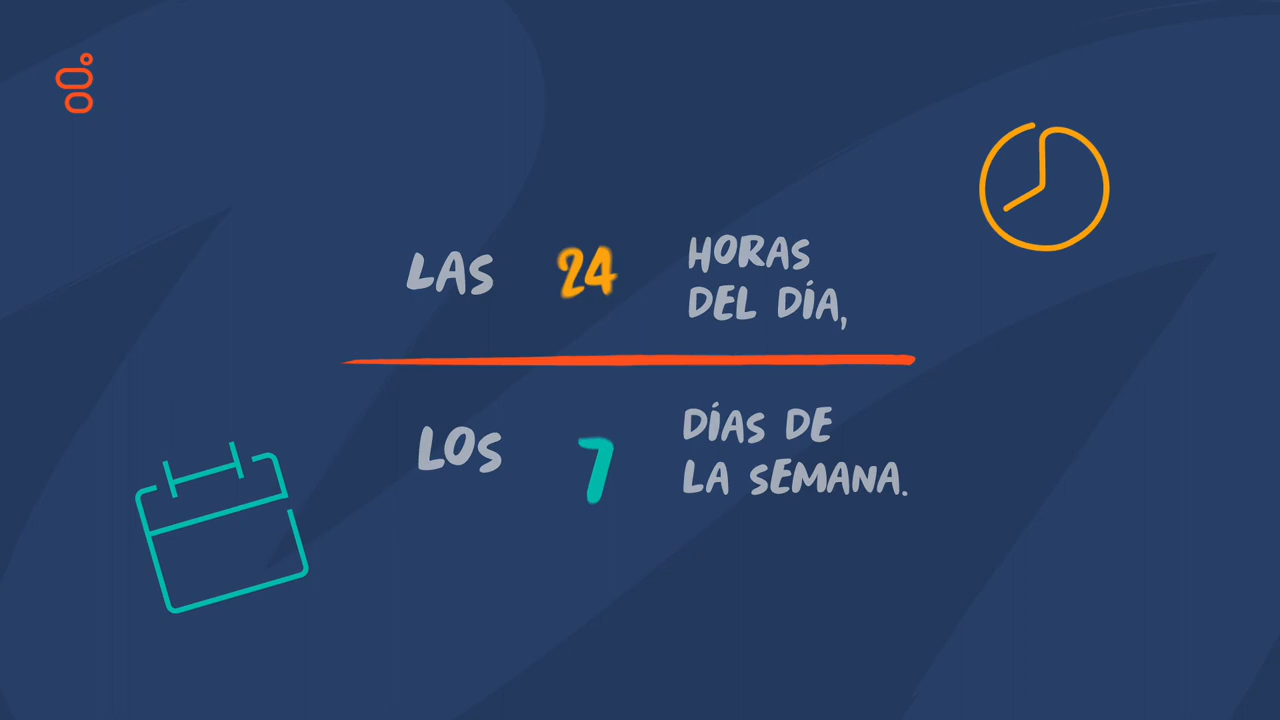 LAS 24 HORAS
DEL DÍA,
LOS 7 DÍAS DE
LA SEMANA.